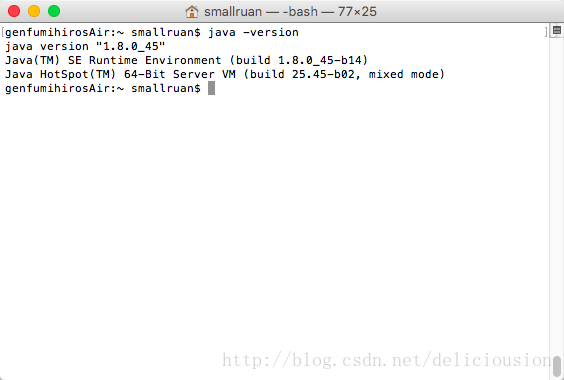 smallruan — -bash — 77×25
[genfumihirosAir:~ smallruan$ java -version]
java version "1.8.0_45"
Java(TM) SE Runtime Environment (build 1.8.0_45-b14)
Java HotSpot(TM) 64-Bit Server VM (build 25.45-b02, mixed mode)
genfumihirosAir:~ smallruan$
http://blog.csdn.net/deliciousion